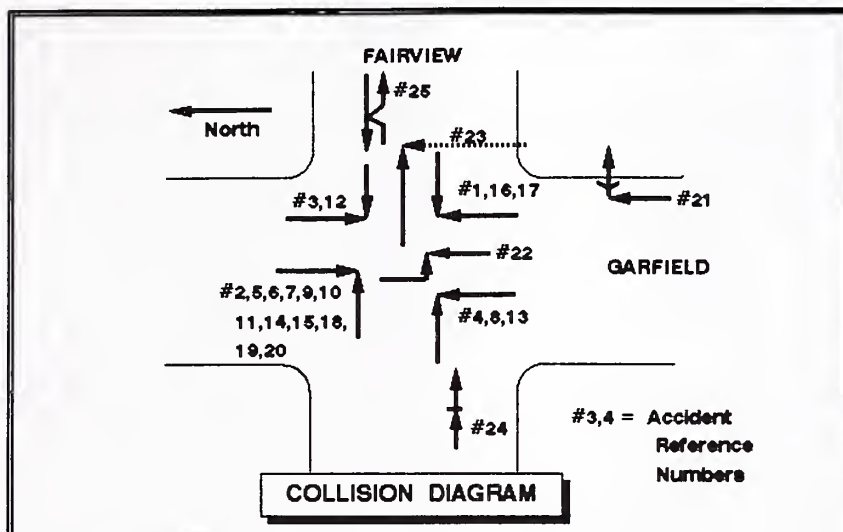 FAIRVIEW
#25
North
#23
#3,12
#1,16,17
#21
#22
GARFIELD
#2,5,6,7,9,10
11,14,15,18,
19,20
#4,8,13
#24
#3,4 = Accident
Reference
Numbers
COLLISION DIAGRAM